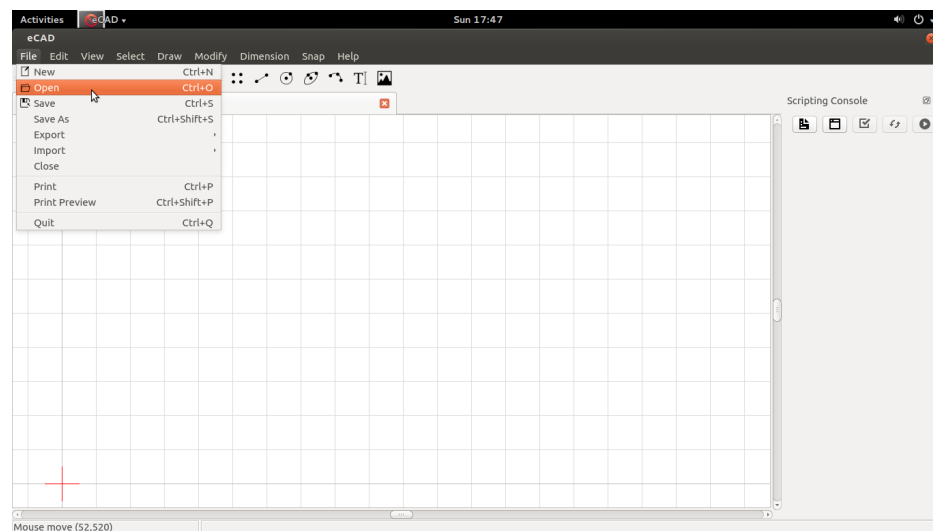 Activities eCAD Sun 17:47
eCAD
File Edit View Select Draw Modify Dimension Snap Help
New Ctrl+N
Open Ctrl+O
Save Ctrl+S
Save As Ctrl+Shift+S
Export
Import
Close
Print Ctrl+P
Print Preview Ctrl+Shift+P
Quit Ctrl+Q
Scripting Console
Mouse move (52,520)